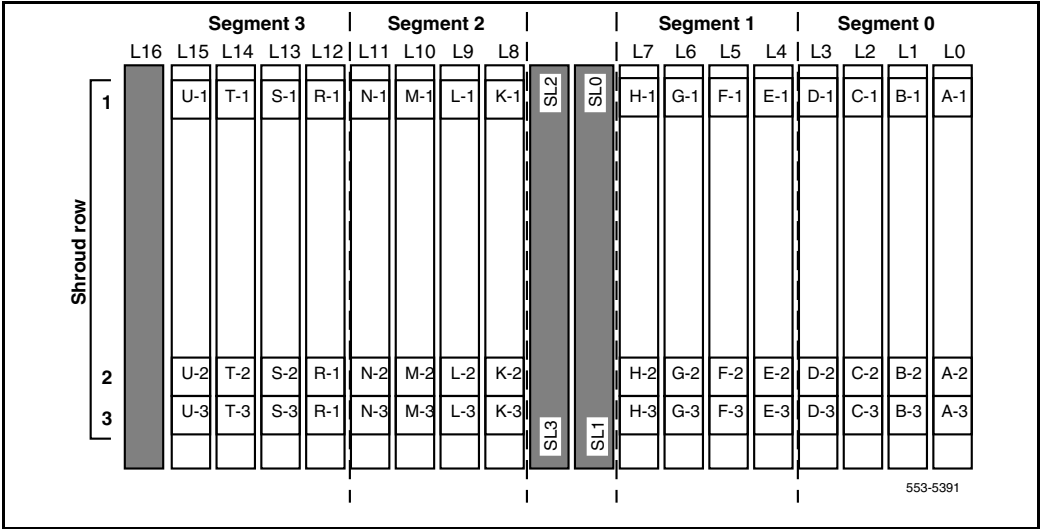 Segment 3 Segment 2 Segment 1 Segment 0
L16 L15 L14 L13 L12 L11 L10 L9 L8 L7 L6 L5 L4 L3 L2 L1 L0
SL2 SL0
1 U-1 T-1 S-1 R-1 N-1 M-1 L-1 K-1 H-1 G-1 F-1 E-1 D-1 C-1 B-1 A-1
Shroud row
2 U-2 T-2 S-2 R-1 N-2 M-2 L-2 K-2 H-2 G-2 F-2 E-2 D-2 C-2 B-2 A-2
3 U-3 T-3 S-3 R-1 N-3 M-3 L-3 K-3 H-3 G-3 F-3 E-3 D-3 C-3 B-3 A-3
SL3 SL1
553-5391